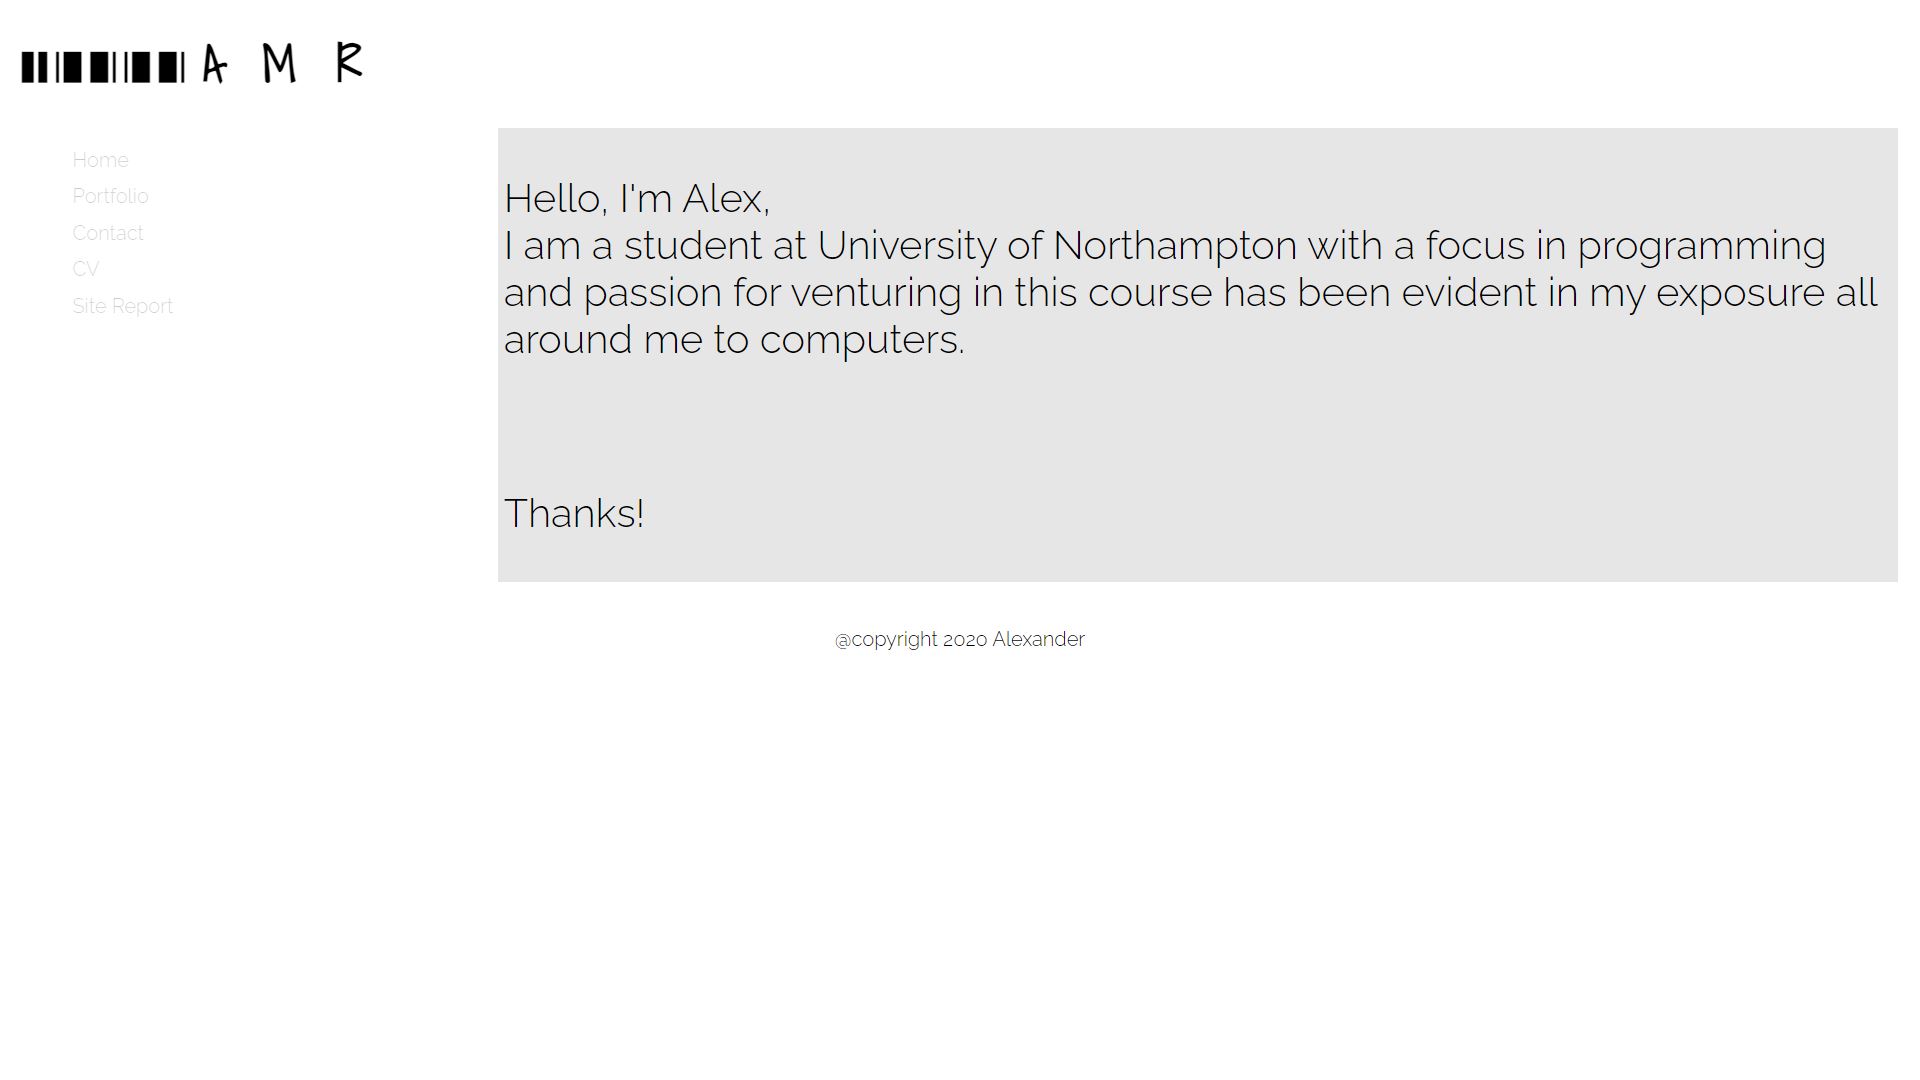 A M R
Home
Portfolio
Contact
CV
Site Report
Hello, I'm Alex,
I am a student at University of Northampton with a focus in programming
and passion for venturing in this course has been evident in my exposure all
around me to computers.
Thanks!
@copyright 2020 Alexander